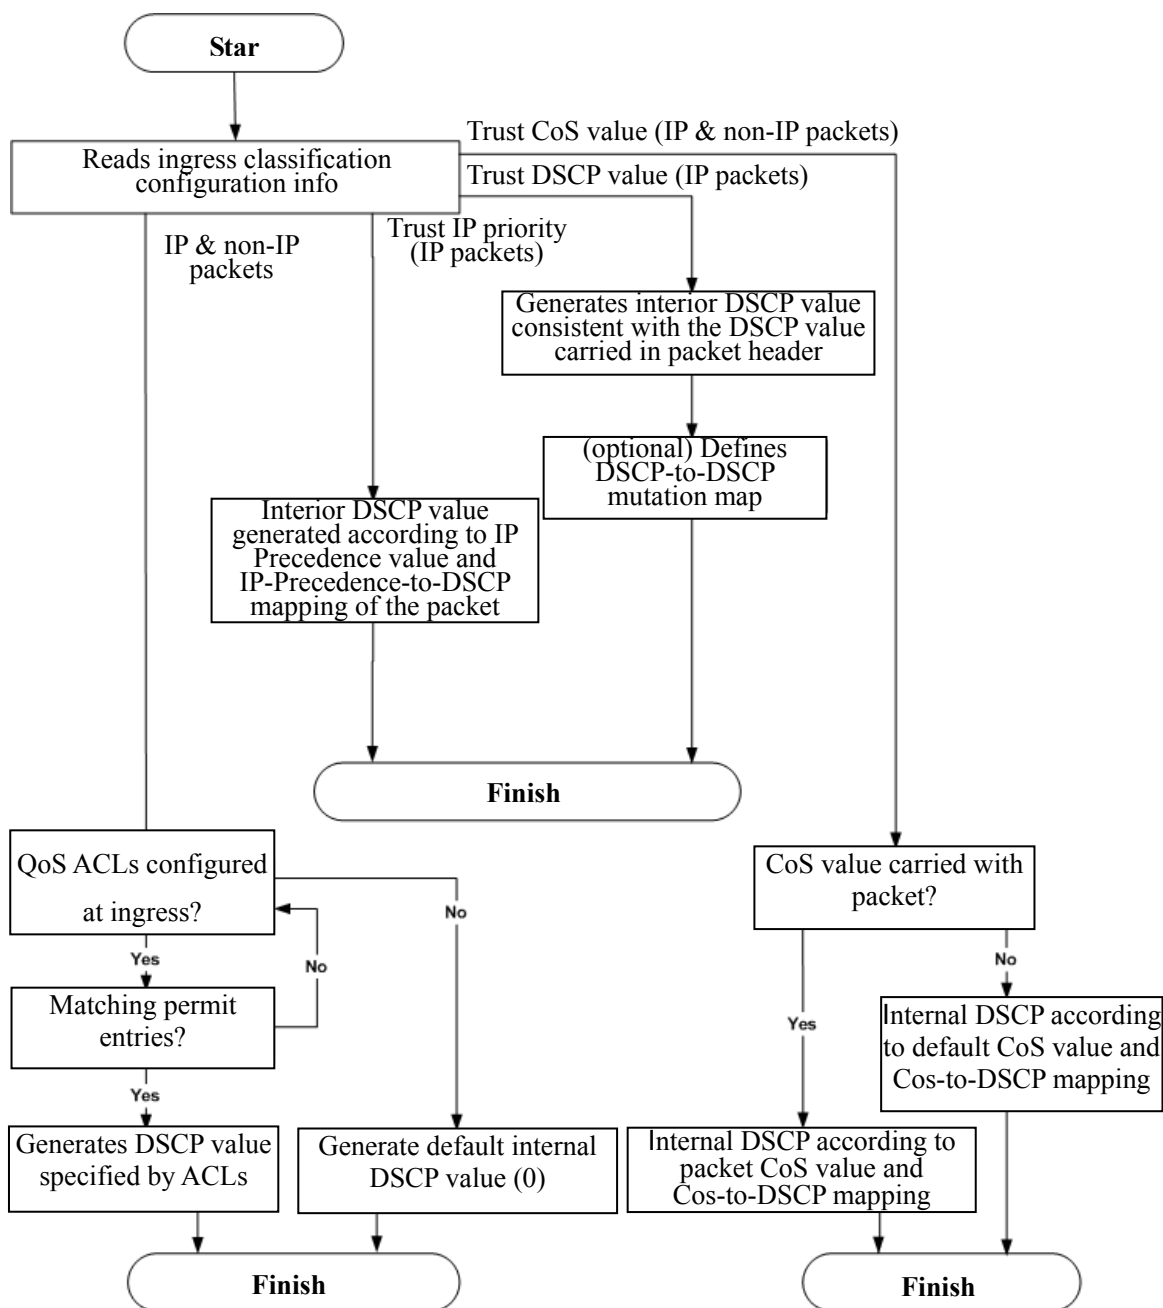 Star
Trust CoS value (IP & non-IP packets)
Reads ingress classification
configuration info
Trust DSCP value (IP packets)
IP & non-IP
packets
Trust IP priority
(IP packets)
Generates interior DSCP value
consistent with the DSCP value
carried in packet header
(optional) Defines
DSCP-to-DSCP
mutation map
Interior DSCP value
generated according to IP
Precedence value and
IP-Precedence-to-DSCP
mapping of the packet
Finish
QoS ACLs configured
at ingress?
No
CoS value carried with
packet?
Yes
No
No
Matching permit
entries?
Yes
Internal DSCP according
to default CoS value and
Cos-to-DSCP mapping
Yes
Generates DSCP value
specified by ACLs
Generate default internal
DSCP value (0)
Internal DSCP according to
packet CoS value and
Cos-to-DSCP mapping
Finish
Finish